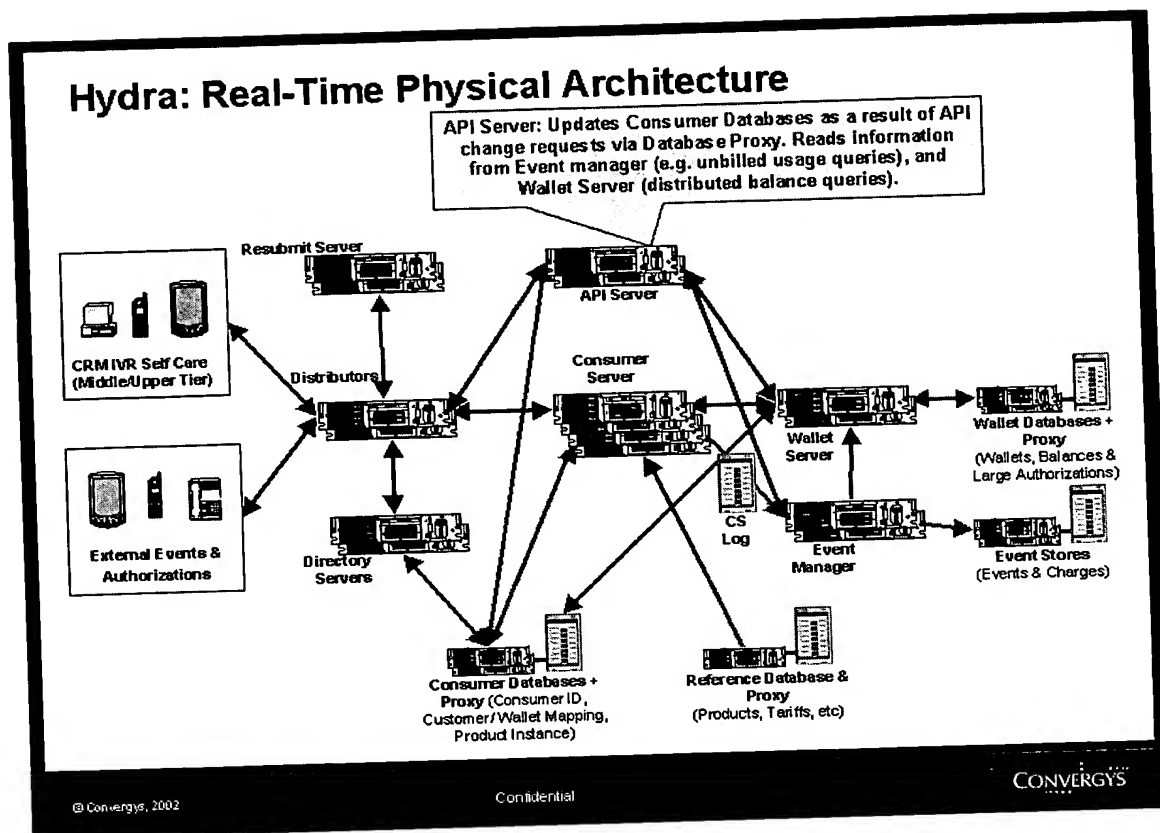 Hydra: Real-Time Physical Architecture
API Server: Updates Consumer Databases as a result of API
change requests via Database Proxy. Reads information
from Event manager (e.g. unbilled usage queries), and
Wallet Server (distributed balance queries).
Resubmit Server
API Server
CRM IVR Self Care
(Middle/Upper Tier)
Distributors
Consumer
Server
Wallet
Server
Wallet Databases +
Proxy
(Wallets, Balances &
Large Authorizations)
External Events &
Authorizations
Directory
Servers
CS
Log
Event
Manager
Event Stores
(Events & Charges)
Consumer Databases +
Proxy (Consumer ID,
Customer/Wallet Mapping,
Product Instance)
Reference Database &
Proxy
(Products, Tariffs, etc)
© Convergys, 2002
Confidential
CONVERGYS